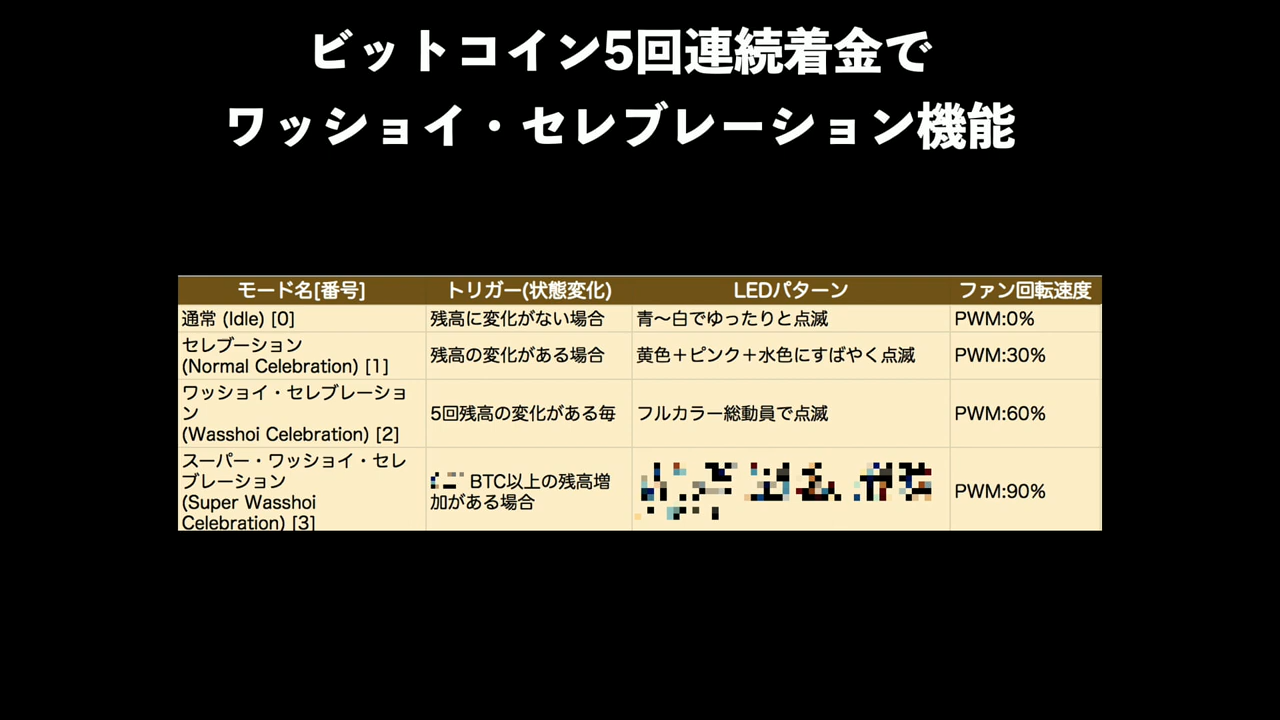 ビットコイン5回連続着金で
ワッショイ・セレブレーション機能
モード名[番号] トリガー(状態変化) LEDパターン ファン回転速度
通常 (Idle) [0] 残高に変化がない場合 青〜白でゆったりと点滅 PWM:0%
セレブーション
(Normal Celebration) [1] 残高の変化がある場合 黄色+ピンク+水色にすばやく点滅 PWM:30%
ワッショイ・セレブレーショ
ン
(Wasshoi Celebration) [2] 5回残高の変化がある毎 フルカラー総動員で点滅 PWM:60%
スーパー・ワッショイ・セレ
ブレーション
(Super Wasshoi
Celebration) [3] BTC以上の残高増
加がある場合 PWM:90%